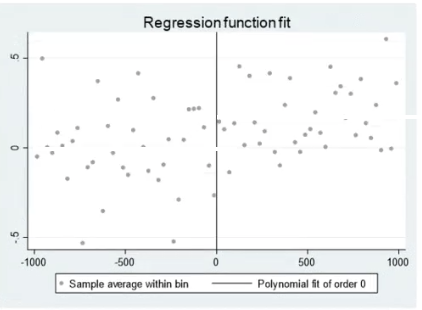 Regression function fit
.5
0
-.5
-1000 -500 0 500 1000
Sample average within bin Polynomial fit of order 0